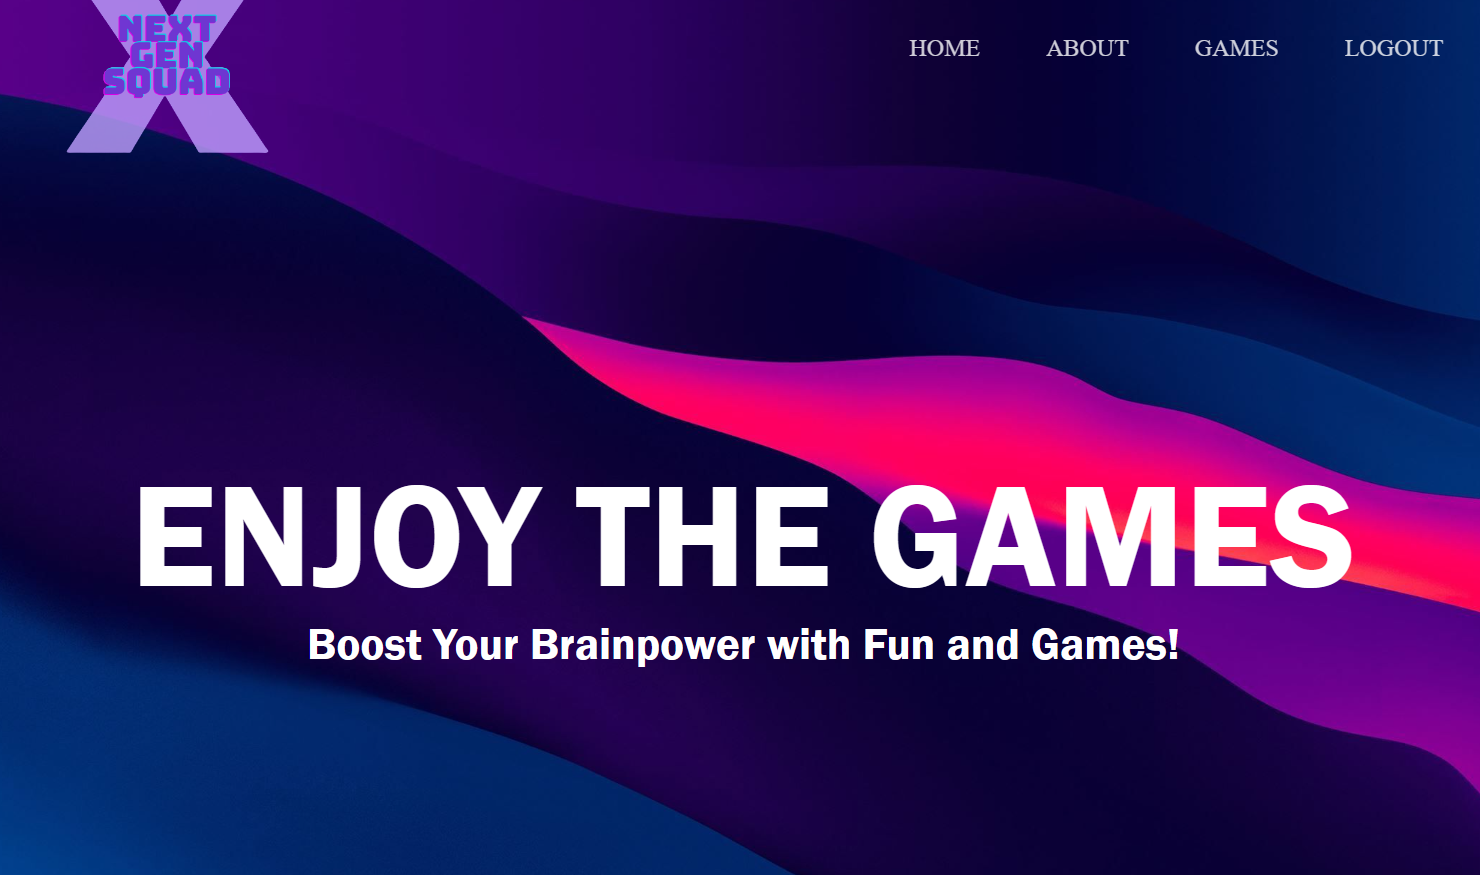 NEXT
GEN
SQUAD
HOME ABOUT GAMES LOGOUT
ENJOY THE GAMES
Boost Your Brainpower with Fun and Games!